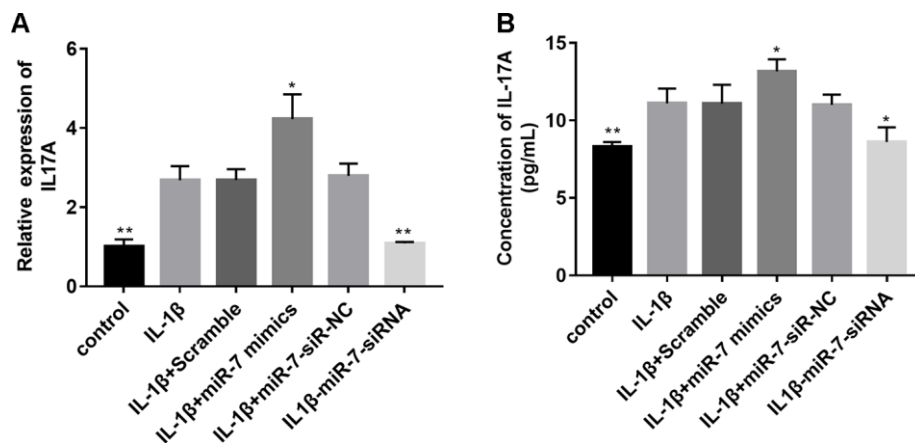 A
Relative expression of
IL17A
6
4
2
0
**
*
**
control
IL-1β
IL-1β+Scramble
IL-1β+miR-7 mimics
IL-1β+miR-7-siR-NC
IL1β-miR-7-siRNA
B
Concentration of IL-17A
(pg/mL)
15
10
5
0
**
*
*
control
IL-1β
IL-1β+Scramble
IL-1β+miR-7 mimics
IL-1β+miR-7-siR-NC
IL1β-miR-7-siRNA